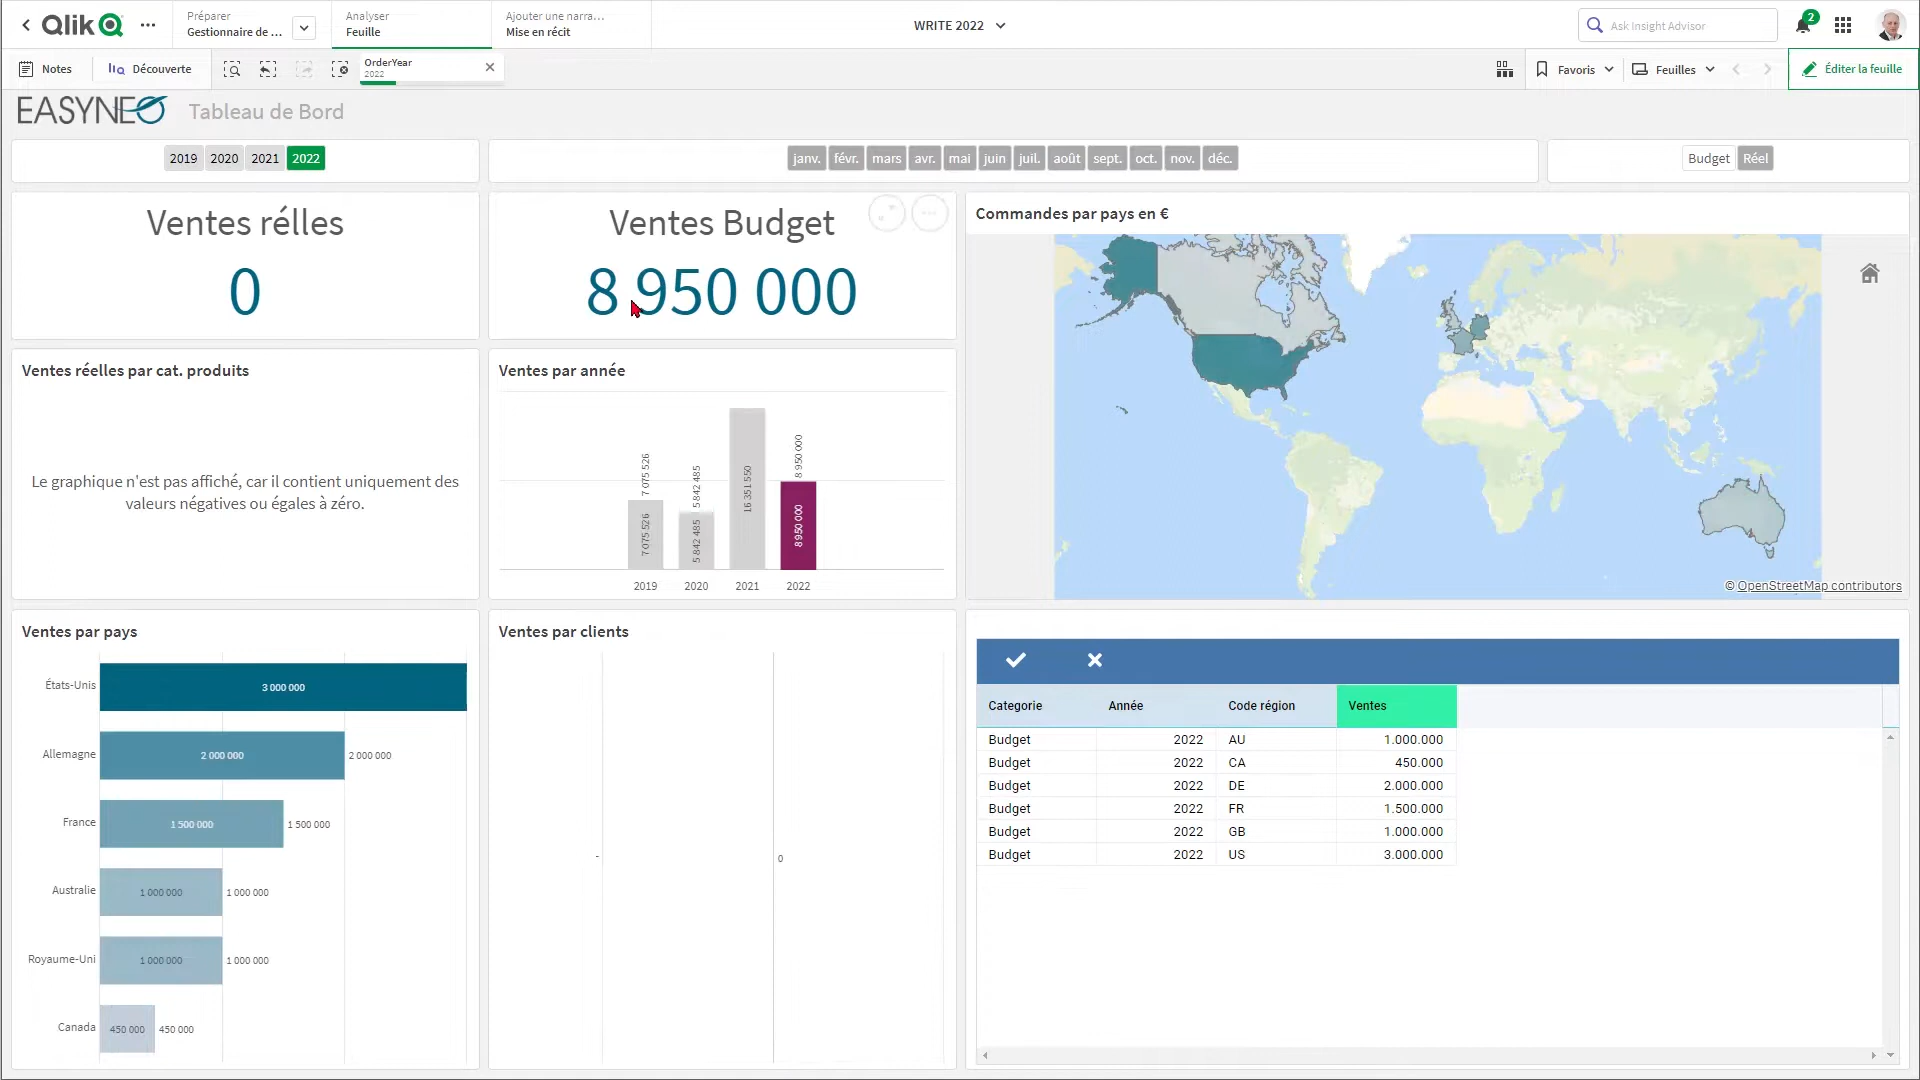 Qlik
Préparer
Gestionnaire de ...
Analyser
Feuille
Ajouter une narra...
Mise en récit
WRITE 2022
Ask Insight Advisor
2
Notes
Découverte
OrderYear
2022
Favoris
Feuilles
Éditer la feuille
EASYNEO
Tableau de Bord
2019 2020 2021 2022
janv. févr. mars avr. mai juin juil. août sept. oct. nov. déc.
Budget Réel
Ventes rélles
0
Ventes Budget
8 950 000
Commandes par pays en €
© OpenStreetMap contributors
Ventes réelles par cat. produits
Le graphique n'est pas affiché, car il contient uniquement des
valeurs négatives ou égales à zéro.
Ventes par année
7 075 526
7 075 526
5 842 485
5 842 485
16 351 550
8 950 000
8 950 000
2019 2020 2021 2022
Ventes par pays
États-Unis 3 000 000
Allemagne 2 000 000 2 000 000
France 1 500 000 1 500 000
Australie 1 000 000 1 000 000
Royaume-Uni 1 000 000 1 000 000
Canada 450 000 450 000
Ventes par clients
- 0
Categorie Année Code région Ventes
Budget 2022 AU 1.000.000
Budget 2022 CA 450.000
Budget 2022 DE 2.000.000
Budget 2022 FR 1.500.000
Budget 2022 GB 1.000.000
Budget 2022 US 3.000.000